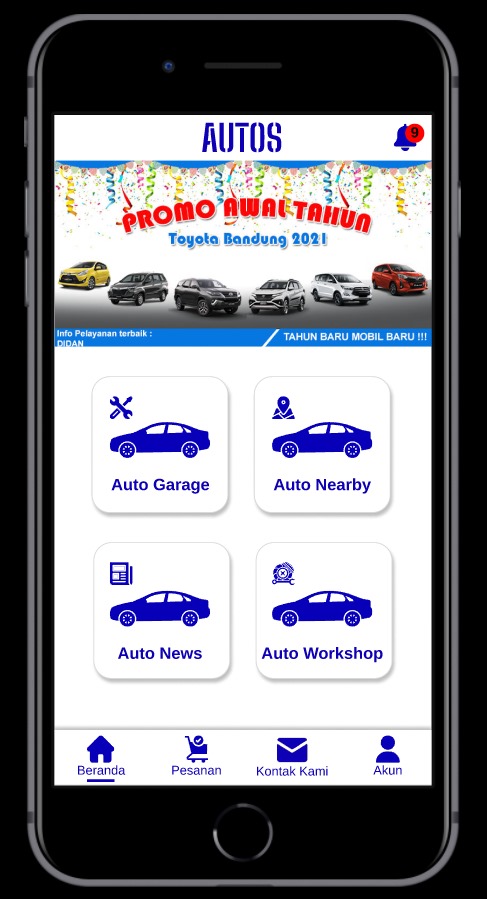 AUTOS
9
PROMO AWAL TAHUN
Toyota Bandung 2021
Info Pelayanan terbaik :
DIDAN
TAHUN BARU MOBIL BARU !!!
Auto Garage
Auto Nearby
Auto News
Auto Workshop
Beranda
Pesanan
Kontak Kami
Akun